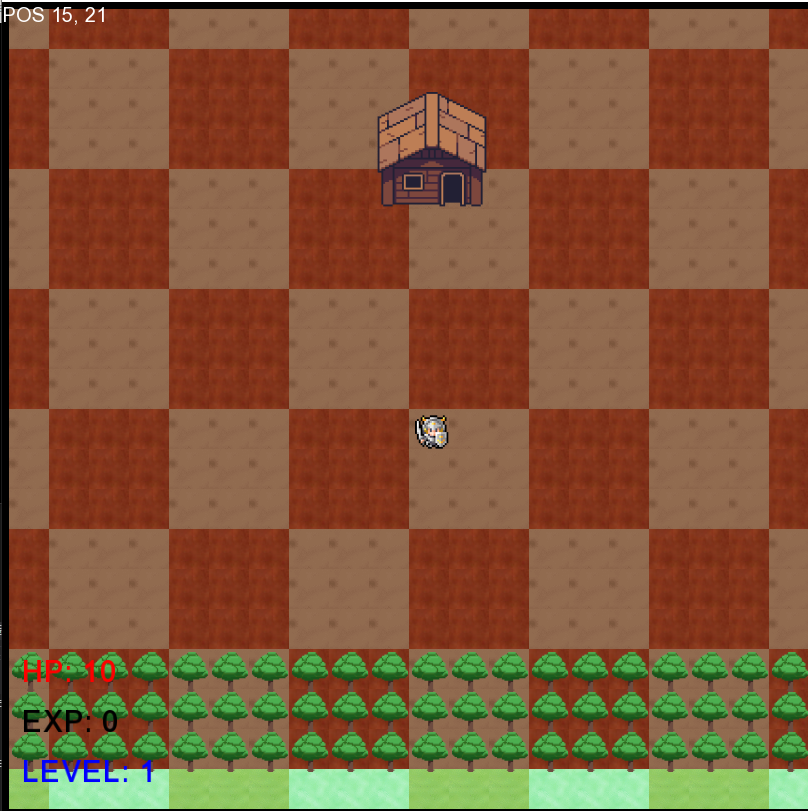 POS 15, 21
HP: 10
EXP: 0
LEVEL: 1